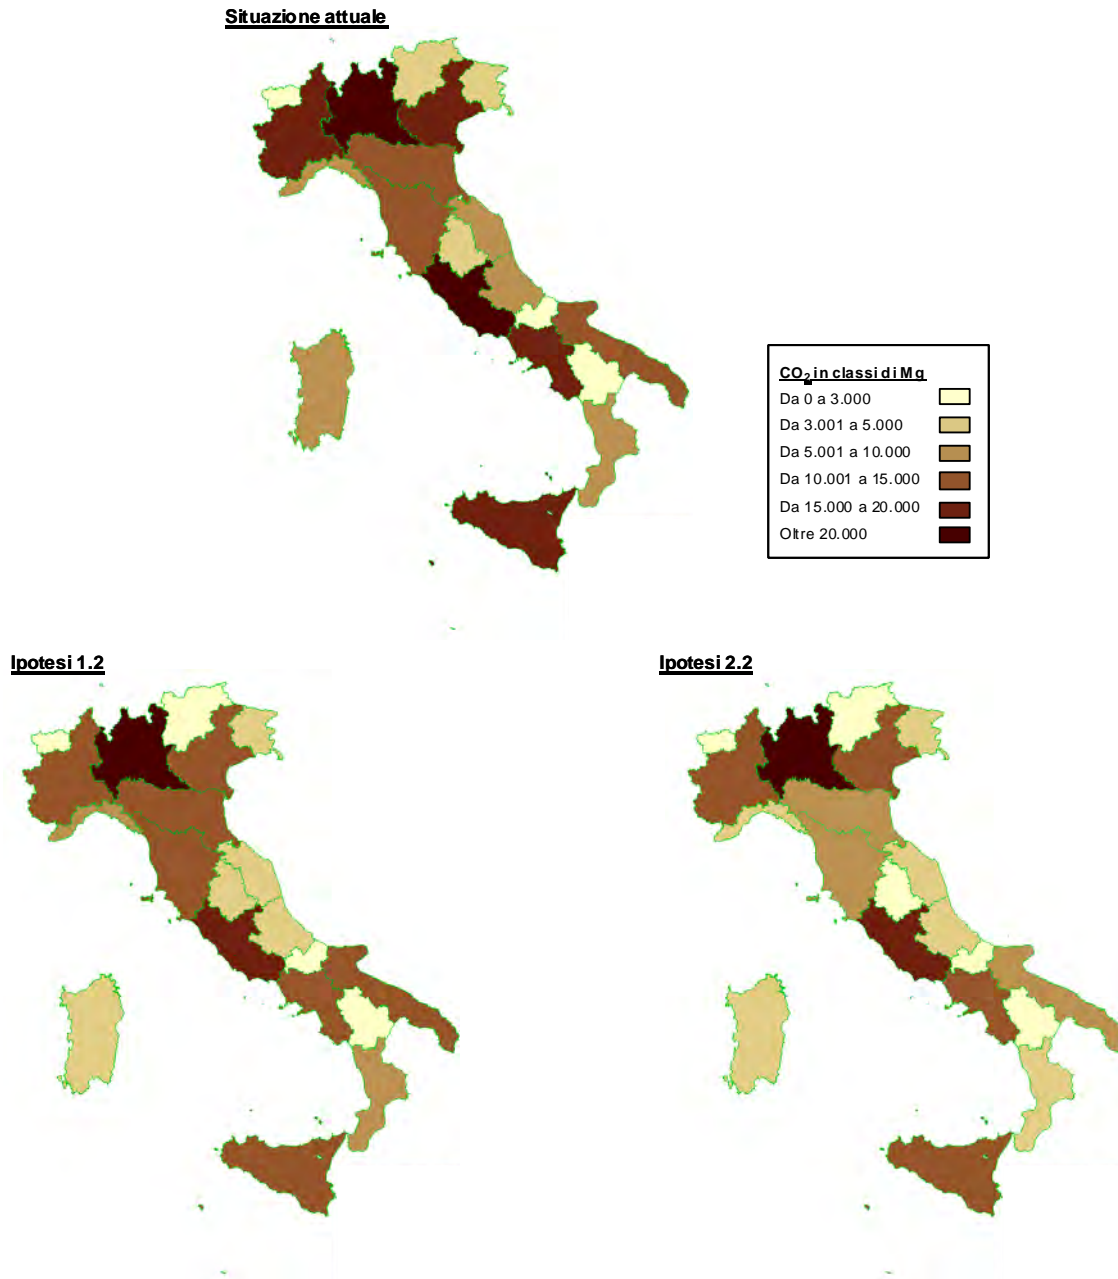 Situazione attuale
CO2 in classi di Mg
Da 0 a 3.000
Da 3.001 a 5.000
Da 5.001 a 10.000
Da 10.001 a 15.000
Da 15.000 a 20.000
Oltre 20.000
Ipotesi 1.2
Ipotesi 2.2